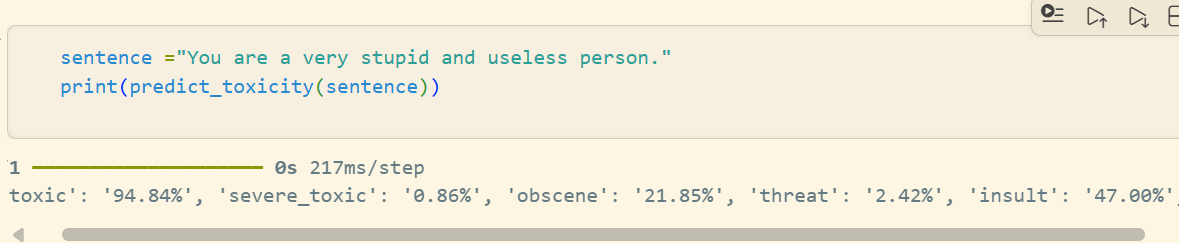 sentence ="You are a very stupid and useless person."
print(predict_toxicity(sentence))
1 ━━━━━━━━━━━━━━━━━━━━ 0s 217ms/step
toxic': '94.84%', 'severe_toxic': '0.86%', 'obscene': '21.85%', 'threat': '2.42%', 'insult': '47.00%',